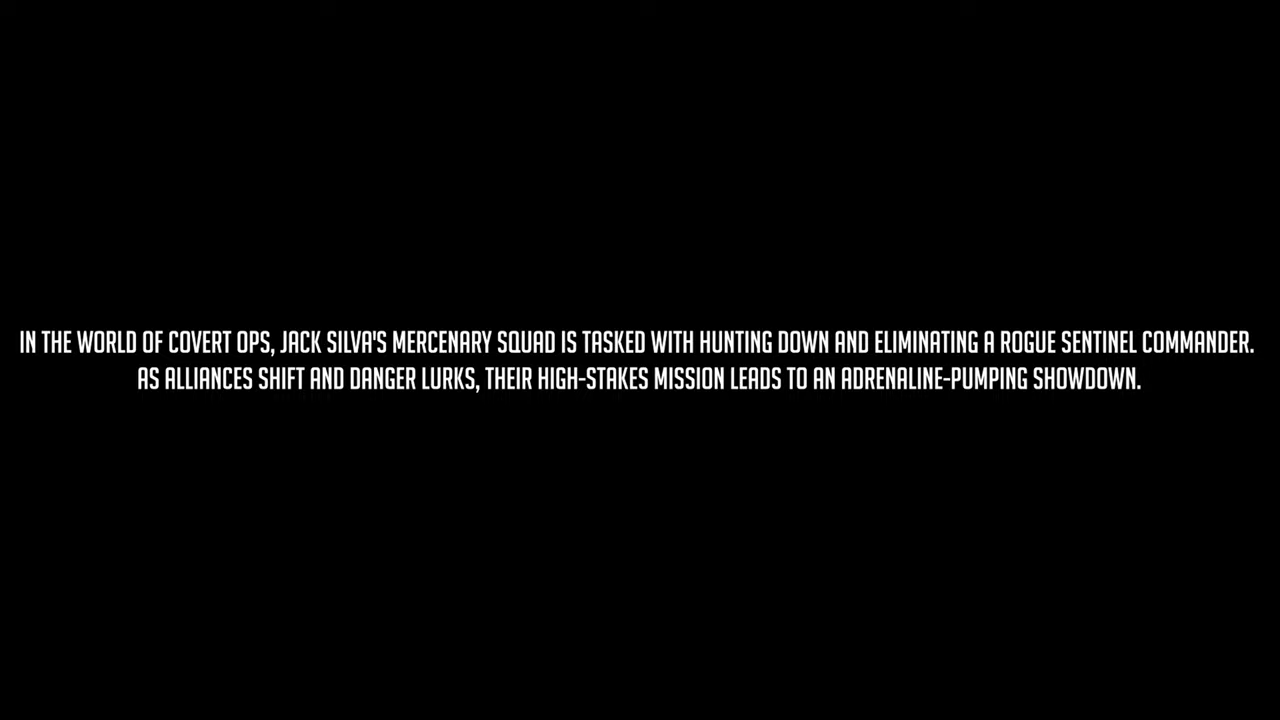 IN THE WORLD OF COVERT OPS, JACK SILVA'S MERCENARY SQUAD IS TASKED WITH HUNTING DOWN AND ELIMINATING A ROGUE SENTINEL COMMANDER.
AS ALLIANCES SHIFT AND DANGER LURKS, THEIR HIGH-STAKES MISSION LEADS TO AN ADRENALINE-PUMPING SHOWDOWN.